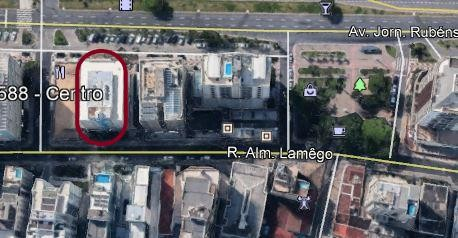 Av. Jorn. Rubéns
588 - Centro
R. Alm. Lamêgo